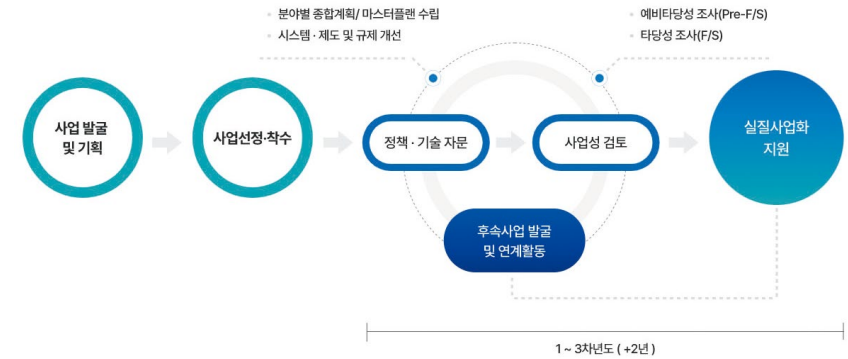 분야별 종합계획/ 마스터플랜 수립
시스템 · 제도 및 규제 개선
예비타당성 조사(Pre-F/S)
타당성 조사(F/S)
사업 발굴
및 기획
사업선정·착수
정책 · 기술 자문
사업성 검토
실질사업화
지원
후속사업 발굴
및 연계활동
1 ~ 3차년도 ( +2년 )